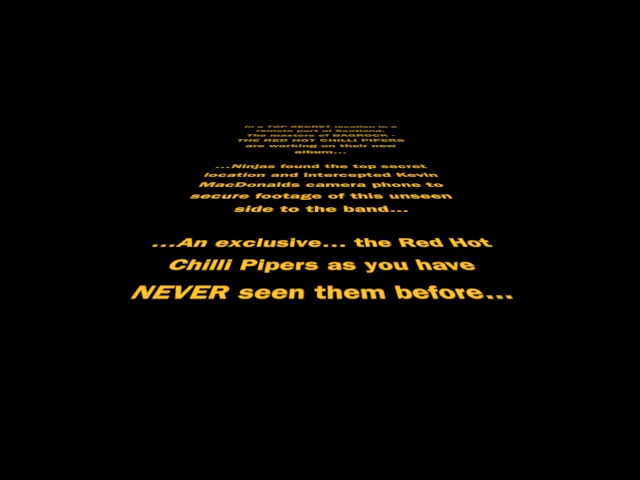 In a TOP SECRET location in a
remote part of Scotland,
The masters of BAGROCK -
THE RED HOT CHILLI PIPERS
are working on their new
album...
...Ninjas found the top secret
location and intercepted Kevin
MacDonalds camera phone to
secure footage of this unseen
side to the band...
...An exclusive... the Red Hot
Chilli Pipers as you have
NEVER seen them before...